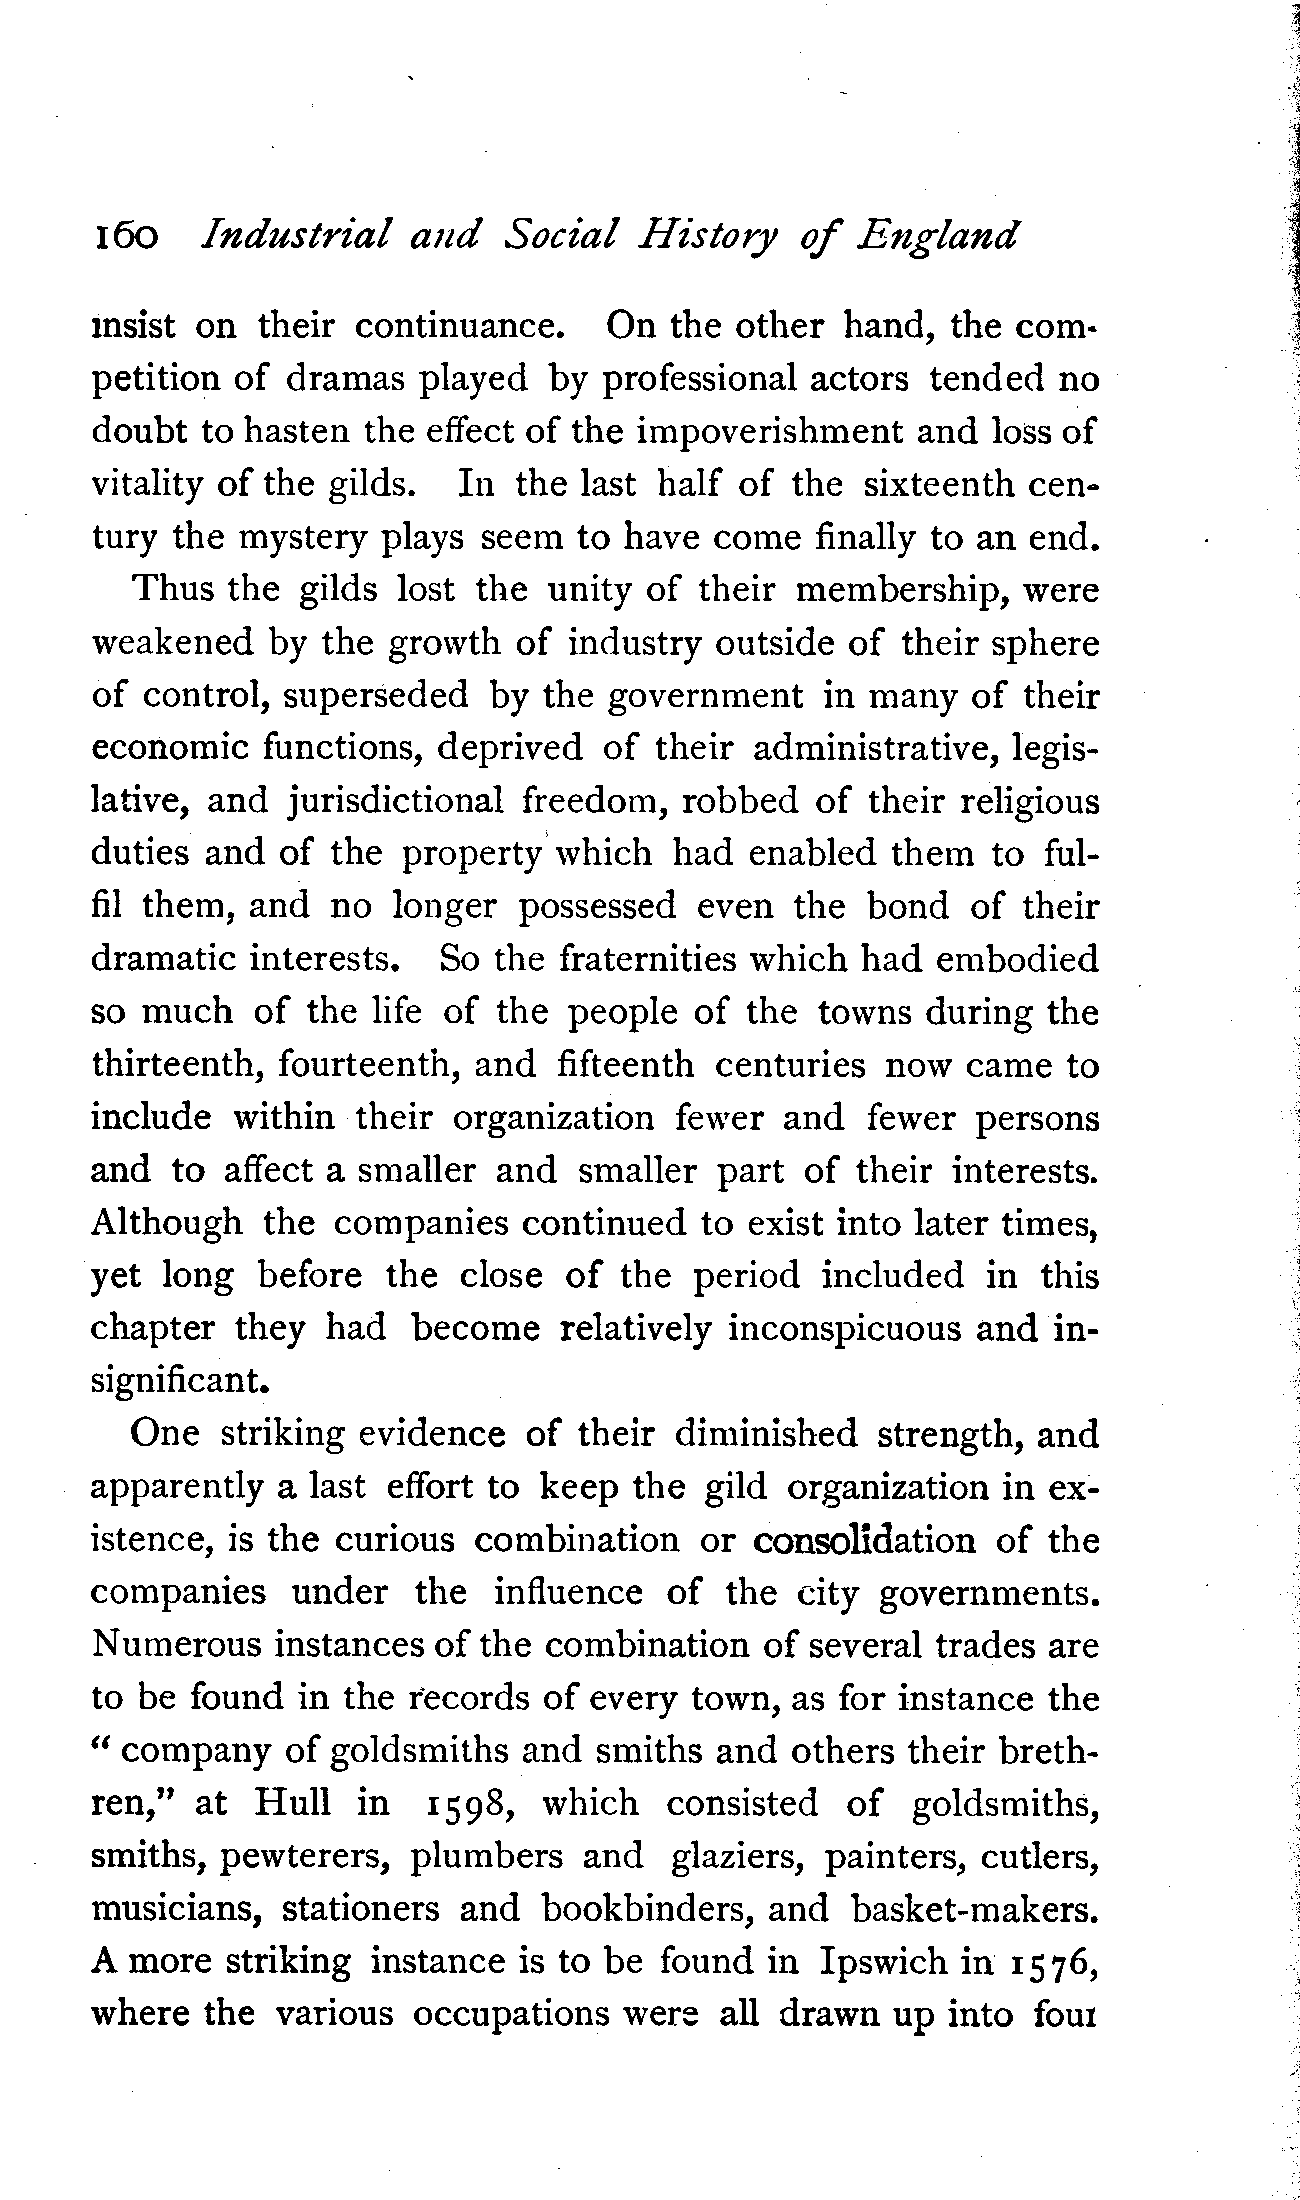 160 Industrial and Social History of England
insist on their continuance. On the other hand, the com-
petition of dramas played by professional actors tended no
doubt to hasten the effect of the impoverishment and loss of
vitality of the gilds. In the last half of the sixteenth cen-
tury the mystery plays seem to have come finally to an end.
Thus the gilds lost the unity of their membership, were
weakened by the growth of industry outside of their sphere
of control, superseded by the government in many of their
economic functions, deprived of their administrative, legis-
lative, and jurisdictional freedom, robbed of their religious
duties and of the property which had enabled them to ful-
fil them, and no longer possessed even the bond of their
dramatic interests. So the fraternities which had embodied
so much of the life of the people of the towns during the
thirteenth, fourteenth, and fifteenth centuries now came to
include within their organization fewer and fewer persons
and to affect a smaller and smaller part of their interests.
Although the companies continued to exist into later times,
yet long before the close of the period included in this
chapter they had become relatively inconspicuous and in-
significant.
One striking evidence of their diminished strength, and
apparently a last effort to keep the gild organization in ex-
istence, is the curious combination or consolidation of the
companies under the influence of the city governments.
Numerous instances of the combination of several trades are
to be found in the records of every town, as for instance the
" company of goldsmiths and smiths and others their breth-
ren," at Hull in 1598, which consisted of goldsmiths,
smiths, pewterers, plumbers and glaziers, painters, cutlers,
musicians, stationers and bookbinders, and basket-makers.
A more striking instance is to be found in Ipswich in 1576,
where the various occupations were all drawn up into four